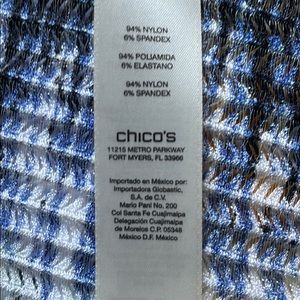 94% NYLON
6% SPANDEX
94% POLIAMIDA
6% ELASTANO
94% NYLON
6% SPANDEX
chico's
11215 METRO PARKWAY
FORT MYERS, FL 33966
Importado en México por:
Importadora Globastic,
S.A. de C.V.
Mario Pani No. 200
Col Santa Fe Cuajimalpa
Delegación Cuajimalpa
de Morelos C.P. 05348
México D.F. México